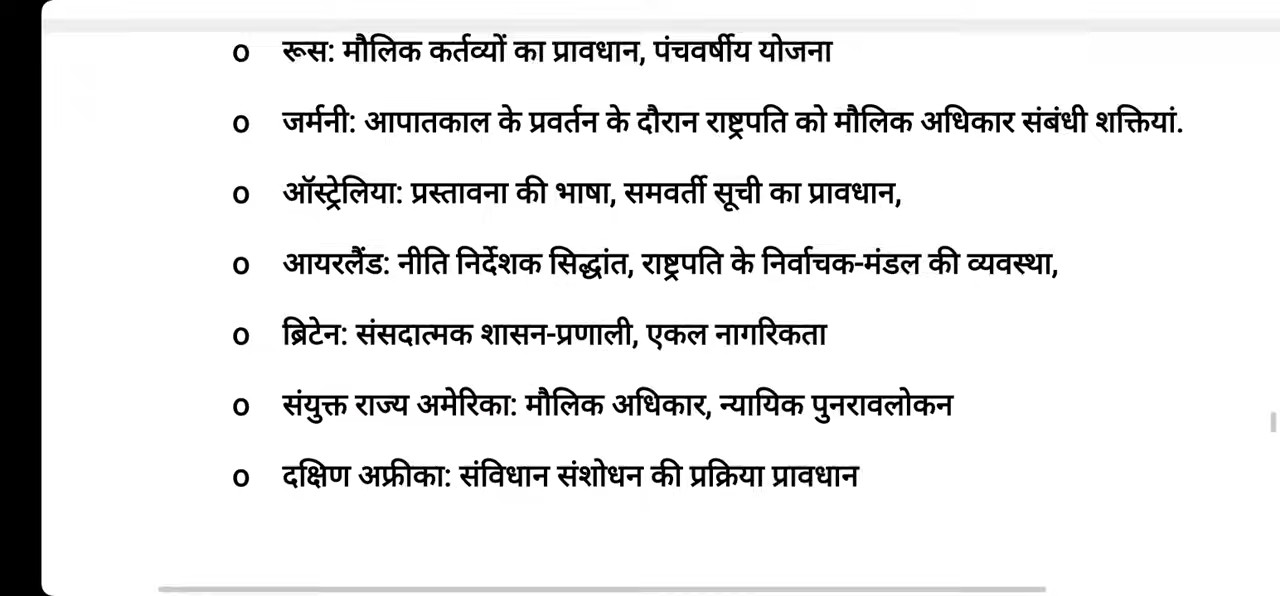 o रूस: मौलिक कर्तव्यों का प्रावधान, पंचवर्षीय योजना
o जर्मनी: आपातकाल के प्रवर्तन के दौरान राष्ट्रपति को मौलिक अधिकार संबंधी शक्तियां.
o ऑस्ट्रेलिया: प्रस्तावना की भाषा, समवर्ती सूची का प्रावधान,
o आयरलैंड: नीति निर्देशक सिद्धांत, राष्ट्रपति के निर्वाचक-मंडल की व्यवस्था,
o ब्रिटेन: संसदात्मक शासन-प्रणाली, एकल नागरिकता
o संयुक्त राज्य अमेरिका: मौलिक अधिकार, न्यायिक पुनरावलोकन
o दक्षिण अफ्रीका: संविधान संशोधन की प्रक्रिया प्रावधान